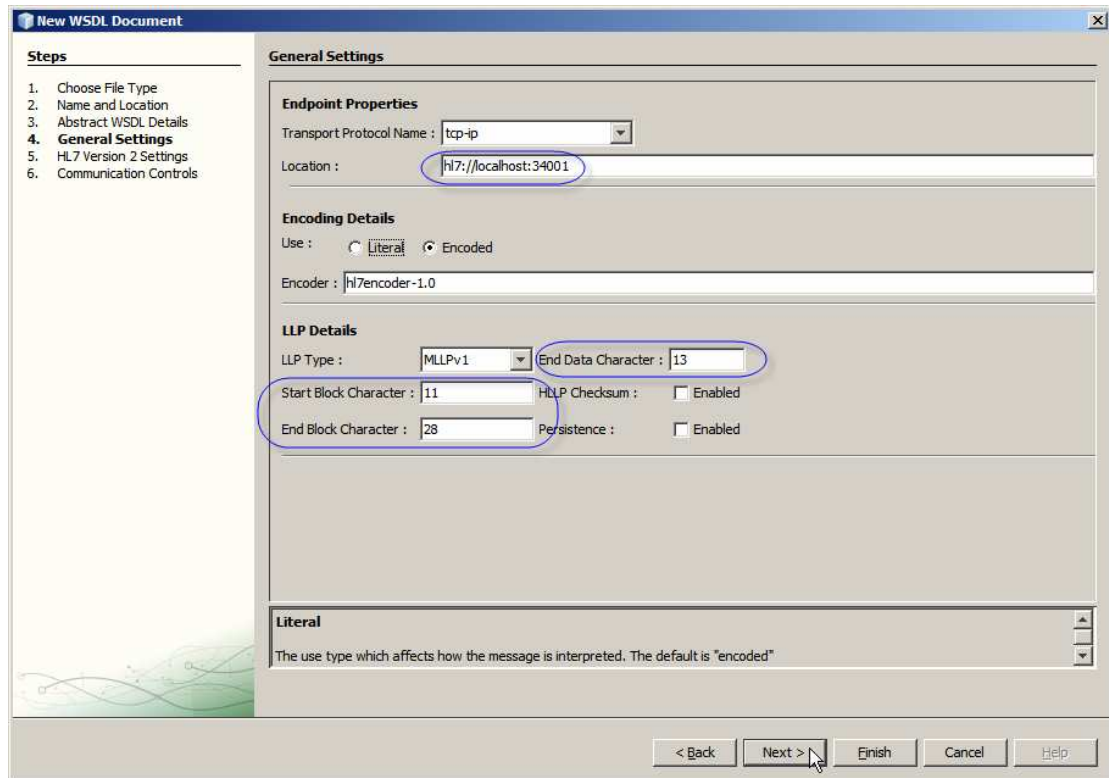 New WSDL Document
Steps
1. Choose File Type
2. Name and Location
3. Abstract WSDL Details
4. General Settings
5. HL7 Version 2 Settings
6. Communication Controls
General Settings
Endpoint Properties
Transport Protocol Name : tcp-ip
Location : hl7://localhost:34001
Encoding Details
Use : Literal Encoded
Encoder : hl7encoder-1.0
LLP Details
LLP Type : MLLPv1 End Data Character : 13
Start Block Character : 11 HLLP Checksum : Enabled
End Block Character : 28 Persistence : Enabled
Literal
The use type which affects how the message is interpreted. The default is "encoded"
< Back Next > Finish Cancel Help